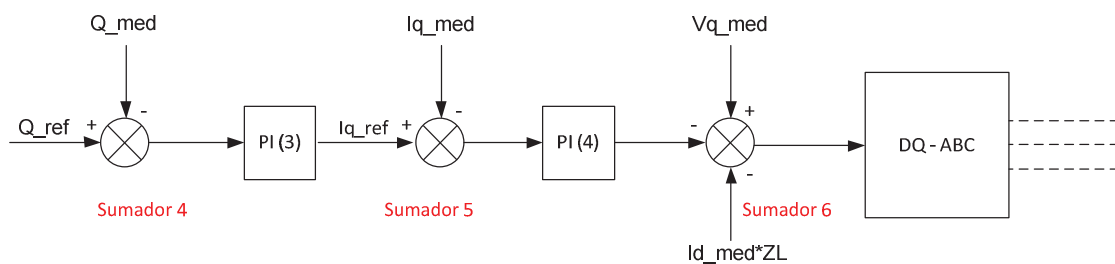 Q_med
Iq_med
Vq_med
Q_ref
+
-
PI (3)
Iq_ref
+
-
PI (4)
-
+
-
DQ - ABC
Sumador 4
Sumador 5
Sumador 6
Id_med*ZL